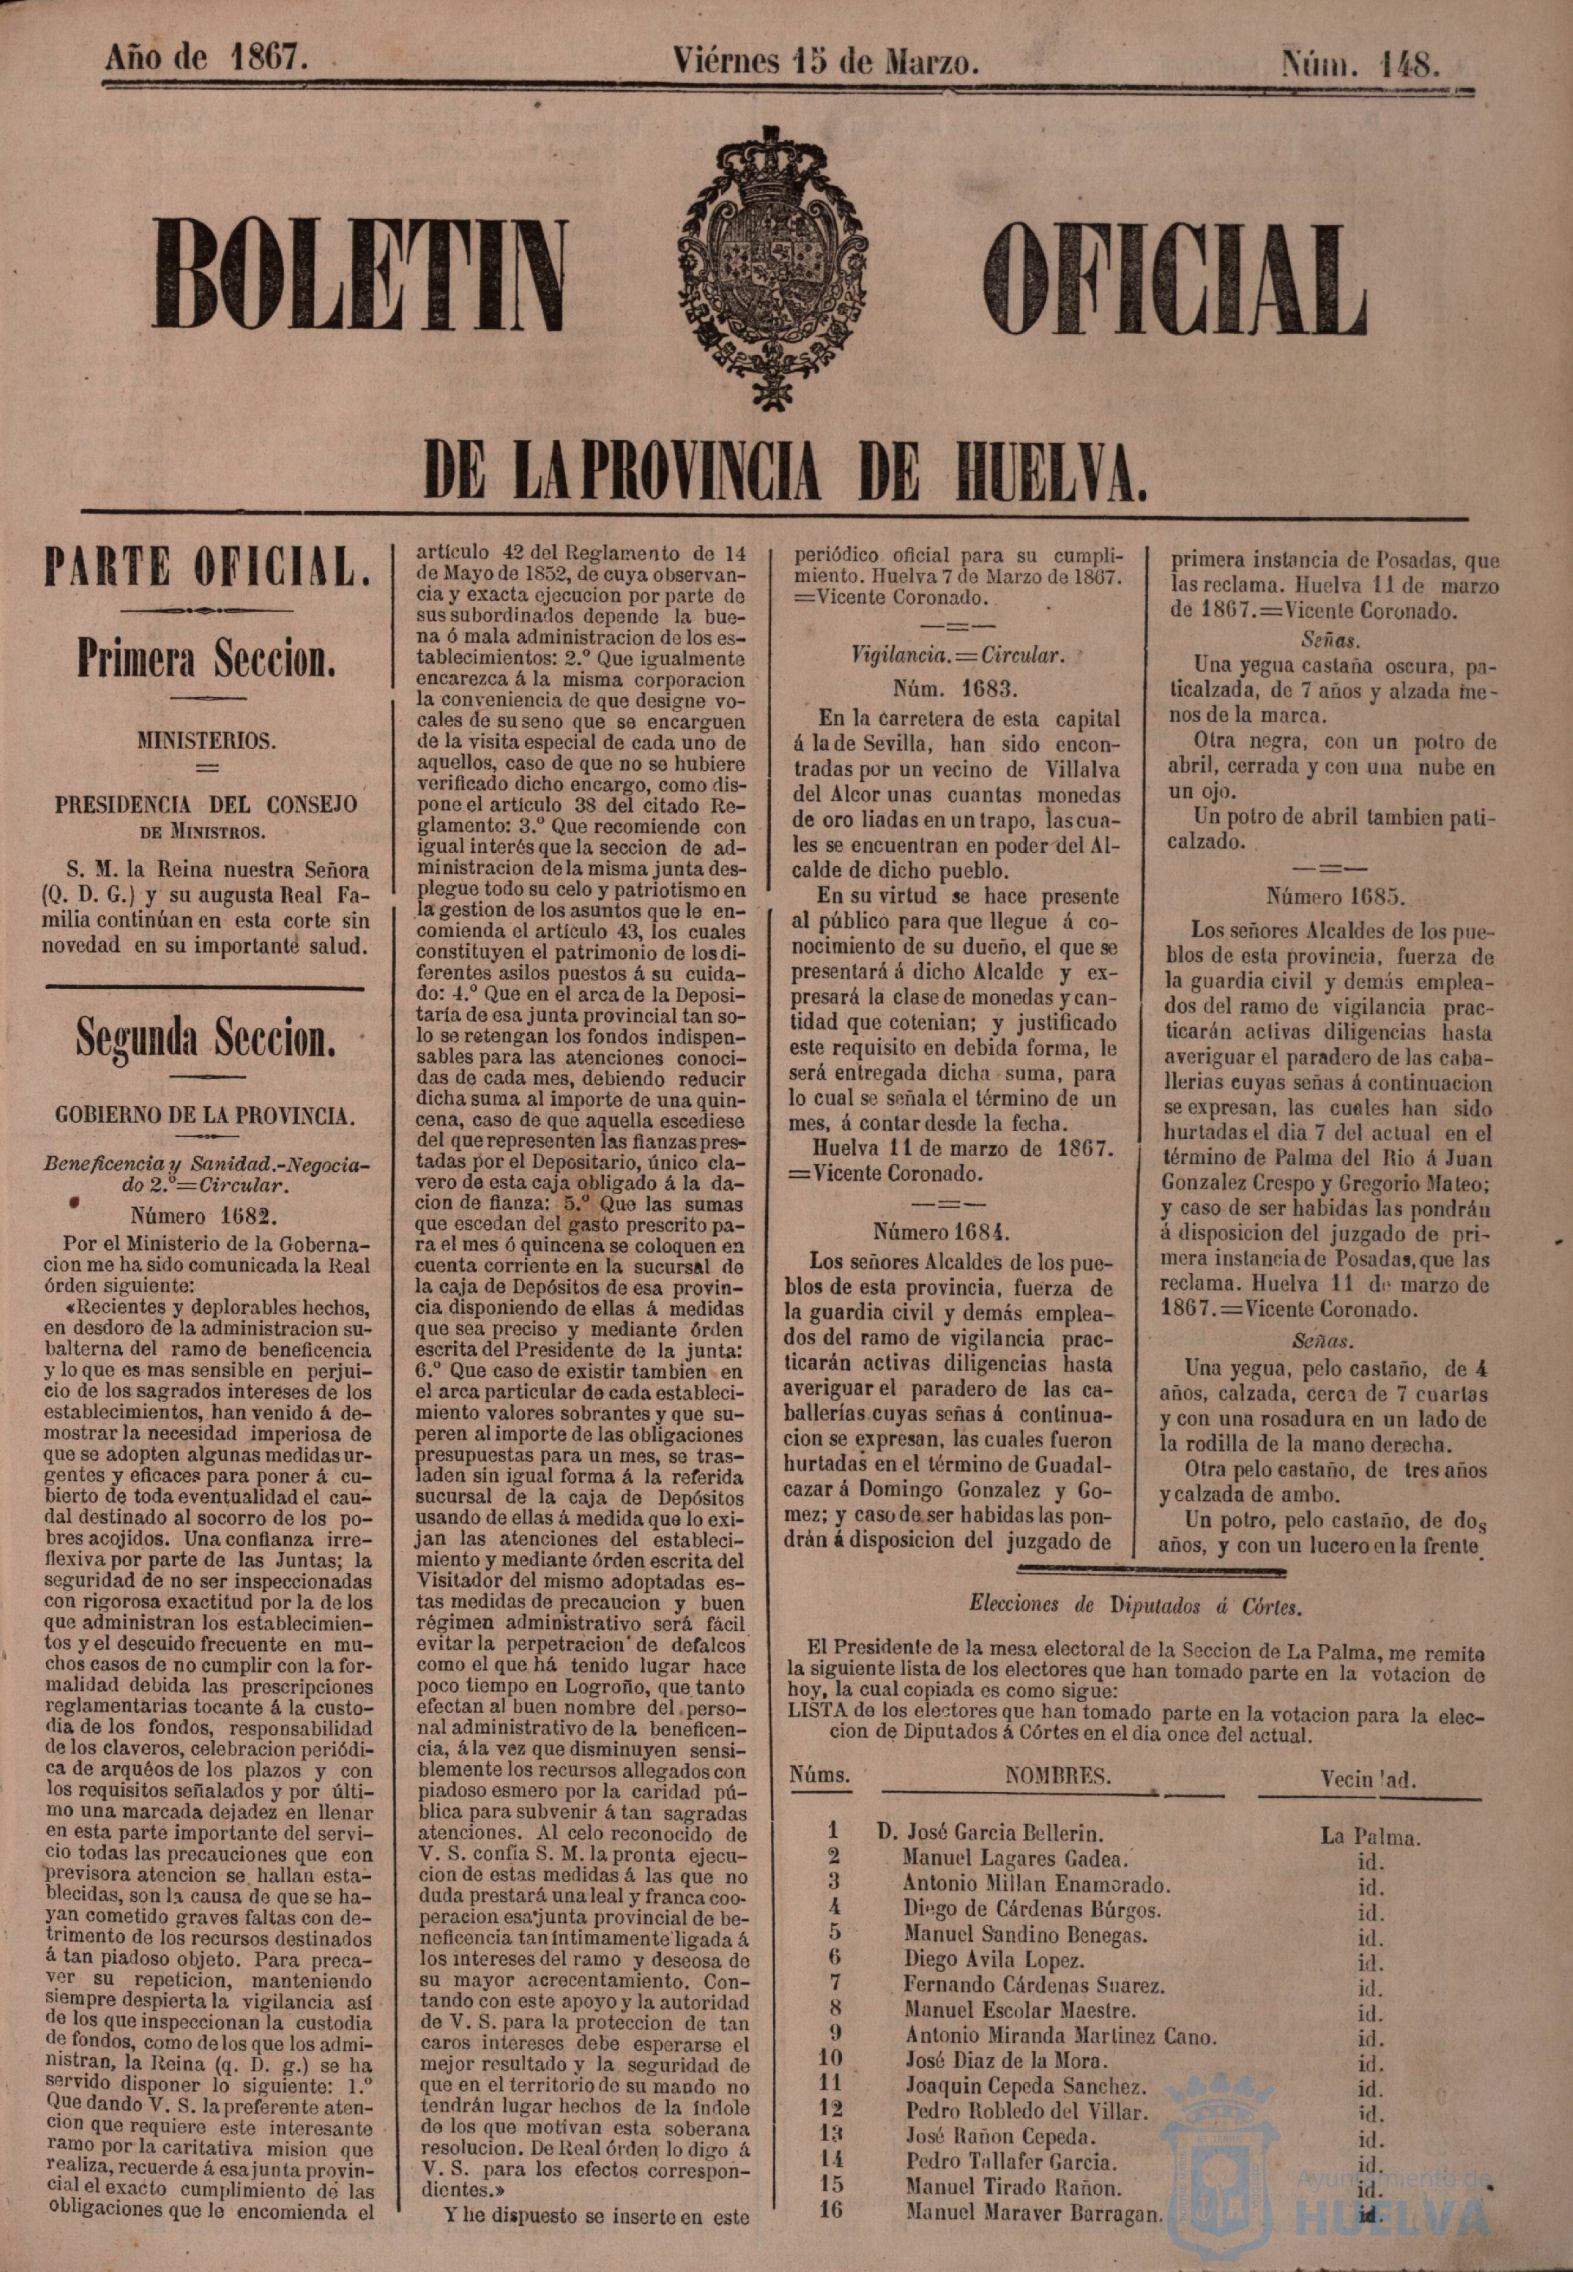 Año de 1867.
Viérnes 15 de Marzo.
Núm. 148.
BOLETIN OFICIAL
DE LA PROVINCIA DE HUELVA.
PARTE OFICIAL.
Primera Seccion.
MINISTERIOS.
PRESIDENCIA DEL CONSEJO
DE MINISTROS.
S. M. la Reina nuestra Señora
(Q. D. G.) y su augusta Real Fa-
milia continúan en esta corte sin
novedad en su importante salud.
Segunda Seccion.
GOBIERNO DE LA PROVINCIA.
Beneficencia y Sanidad.-Negocia-
do 2.º=Circular.
Número 1682.
Por el Ministerio de la Goberna-
cion me ha sido comunicada la Real
órden siguiente:
«Recientes y deplorables hechos,
en desdoro de la administracion su-
balterna del ramo de beneficencia
y lo que es mas sensible en perjui-
cio de los sagrados intereses de los
establecimientos, han venido á de-
mostrar la necesidad imperiosa de
que se adopten algunas medidas ur-
gentes y eficaces para poner á cu-
bierto de toda eventualidad el cau-
dal destinado al socorro de los po-
bres acojidos. Una confianza irre-
flexiva por parte de las Juntas; la
seguridad de no ser inspeccionadas
con rigorosa exactitud por la de los
que administran los establecimien-
tos y el descuido frecuente en mu-
chos casos de no cumplir con la for-
malidad debida las prescripciones
reglamentarias tocante á la custo-
dia de los fondos, responsabilidad
de los claveros, celebracion periódi-
ca de arquéos de los plazos y con
los requisitos señalados y por últi-
mo una marcada dejadez en llenar
en esta parte importante del servi-
cio todas las precauciones que con
previsora atencion se hallan esta-
blecidas, son la causa de que se ha-
yan cometido graves faltas con de-
trimento de los recursos destinados
á tan piadoso objeto. Para preca-
ver su repeticion, manteniendo
siempre despierta la vigilancia así
de los que inspeccionan la custodia
de fondos, como de los que los admi-
nistran, la Reina (q. D. g.) se ha
servido disponer lo siguiente: 1.º
Que dando V. S. la preferente aten-
cion que requiere este interesante
ramo por la caritativa mision que
realiza, recuerde á esa junta provin-
cial el exacto cumplimiento de las
obligaciones que le encomienda el
artículo 42 del Reglamento de 14
de Mayo de 1852, de cuya observan-
cia y exacta ejecucion por parte de
sus subordinados depende la bue-
na ó mala administracion de los es-
tablecimientos: 2.º Que igualmente
encarezca á la misma corporacion
la conveniencia de que designe vo-
cales de su seno que se encarguen
de la visita especial de cada uno de
aquellos, caso de que no se hubiere
verificado dicho encargo, como dis-
pone el artículo 38 del citado Re-
glamento: 3.º Que recomiende con
igual interés que la seccion de ad-
ministracion de la misma junta des-
plegue todo su celo y patriotismo en
la gestion de los asuntos que le en-
comienda el artículo 43, los cuales
constituyen el patrimonio de los di-
ferentes asilos puestos á su cuida-
do: 4.º Que en el arca de la Deposi-
taría de esa junta provincial tan so-
lo se retengan los fondos indispen-
sables para las atenciones conoci-
das de cada mes, debiendo reducir
dicha suma al importe de una quin-
cena, caso de que aquella escediese
del que representen las fianzas pres-
tadas por el Depositario, único cla-
vero de esta caja obligado á la da-
cion de fianza: 5.º Que las sumas
que escedan del gasto prescrito pa-
ra el mes ó quincena se coloquen en
cuenta corriente en la sucursal de
la caja de Depósitos de esa provin-
cia disponiendo de ellas á medidas
que sea preciso y mediante órden
escrita del Presidente de la junta:
6.º Que caso de existir tambien en
el arca particular de cada estableci-
miento valores sobrantes y que su-
peren al importe de las obligaciones
presupuestas para un mes, se tras-
laden sin igual forma á la referida
sucursal de la caja de Depósitos
usando de ellas á medida que lo exi-
jan las atenciones del estableci-
miento y mediante órden escrita del
Visitador del mismo adoptadas es-
tas medidas de precaucion y buen
régimen administrativo será fácil
evitar la perpetracion de defalcos
como el que há tenido lugar hace
poco tiempo en Logroño, que tanto
efectan al buen nombre del perso-
nal administrativo de la beneficen-
cia, á la vez que disminuyen sensi-
blemente los recursos allegados con
piadoso esmero por la caridad pú-
blica para subvenir á tan sagradas
atenciones. Al celo reconocido de
V. S. confía S. M. la pronta ejecu-
cion de estas medidas á las que no
duda prestará una leal y franca coo-
peracion esa junta provincial de be-
neficencia tan íntimamente ligada á
los intereses del ramo y deseosa de
su mayor acrecentamiento. Con-
tando con este apoyo y la autoridad
de V. S. para la proteccion de tan
caros intereses debe esperarse el
mejor resultado y la seguridad de
que en el territorio de su mando no
tendrán lugar hechos de la índole
de los que motivan esta soberana
resolucion. De Real órden lo digo á
V. S. para los efectos correspon-
dientes.»
Y he dispuesto se inserte en este
periódico oficial para su cumpli-
miento. Huelva 7 de Marzo de 1867.
=Vicente Coronado.
Vigilancia.=Circular.
Núm. 1683.
En la carretera de esta capital
á la de Sevilla, han sido encon-
tradas por un vecino de Villalva
del Alcor unas cuantas monedas
de oro liadas en un trapo, las cua-
les se encuentran en poder del Al-
calde de dicho pueblo.
En su virtud se hace presente
al público para que llegue á co-
nocimiento de su dueño, el que se
presentará á dicho Alcalde y ex-
presará la clase de monedas y can-
tidad que cotenian; y justificado
este requisito en debida forma, le
será entregada dicha suma, para
lo cual se señala el término de un
mes, á contar desde la fecha.
Huelva 11 de marzo de 1867.
=Vicente Coronado.
Número 1684.
Los señores Alcaldes de los pue-
blos de esta provincia, fuerza de
la guardia civil y demás emplea-
dos del ramo de vigilancia prac-
ticarán activas diligencias hasta
averiguar el paradero de las ca-
ballerías cuyas señas á continua-
cion se expresan, las cuales fueron
hurtadas en el término de Guadal-
cazar á Domingo Gonzalez y Go-
mez; y caso de ser habidas las pon-
drán á disposicion del juzgado de
primera instancia de Posadas, que
las reclama. Huelva 11 de marzo
de 1867.=Vicente Coronado.
Señas.
Una yegua castaña oscura, pa-
ticalzada, de 7 años y alzada me-
nos de la marca.
Otra negra, con un potro de
abril, cerrada y con una nube en
un ojo.
Un potro de abril tambien pati-
calzado.
Número 1685.
Los señores Alcaldes de los pue-
blos de esta provincia, fuerza de
la guardia civil y demás emplea-
dos del ramo de vigilancia prac-
ticarán activas diligencias hasta
averiguar el paradero de las caba-
llerias cuyas señas á continuacion
se expresan, las cuales han sido
hurtadas el dia 7 del actual en el
término de Palma del Rio á Juan
Gonzalez Crespo y Gregorio Mateo;
y caso de ser habidas las pondrán
á disposicion del juzgado de pri-
mera instancia de Posadas, que las
reclama. Huelva 11 de marzo de
1867.=Vicente Coronado.
Señas.
Una yegua, pelo castaño, de 4
años, calzada, cerca de 7 cuartas
y con una rosadura en un lado de
la rodilla de la mano derecha.
Otra pelo castaño, de tres años
y calzada de ambo.
Un potro, pelo castaño, de dos
años, y con un lucero en la frente
Elecciones de Diputados á Córtes.
El Presidente de la mesa electoral de la Seccion de La Palma, me remite
la siguiente lista de los electores que han tomado parte en la votacion de
hoy, la cual copiada es como sigue:
LISTA de los electores que han tomado parte en la votacion para la elec-
cion de Diputados á Córtes en el dia once del actual.
Núms. NOMBRES. Vecindad.
1 D. José Garcia Bellerin. La Palma.
2 Manuel Lagares Gadea. id.
3 Antonio Millan Enamorado. id.
4 Diego de Cárdenas Búrgos. id.
5 Manuel Sandino Benegas. id.
6 Diego Avila Lopez. id.
7 Fernando Cárdenas Suarez. id.
8 Manuel Escolar Maestre. id.
9 Antonio Miranda Martinez Cano. id.
10 José Diaz de la Mora. id.
11 Joaquin Cepeda Sanchez. id.
12 Pedro Robledo del Villar. id.
13 José Rañon Cepeda. id.
14 Pedro Tallafer Garcia. id.
15 Manuel Tirado Rañon. id.
16 Manuel Maraver Barragan. id.
Ayuntamiento de
HUELVA